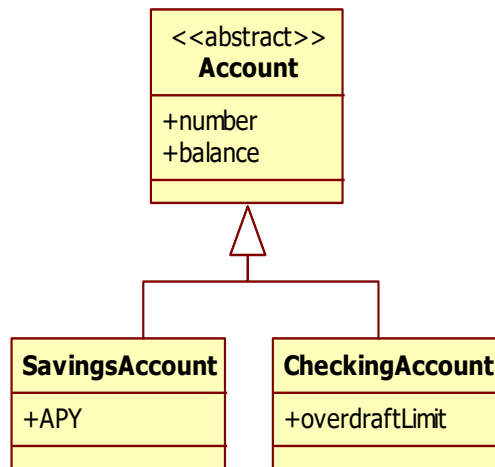 <<abstract>>
Account
+number
+balance
SavingsAccount
+APY
CheckingAccount
+overdraftLimit